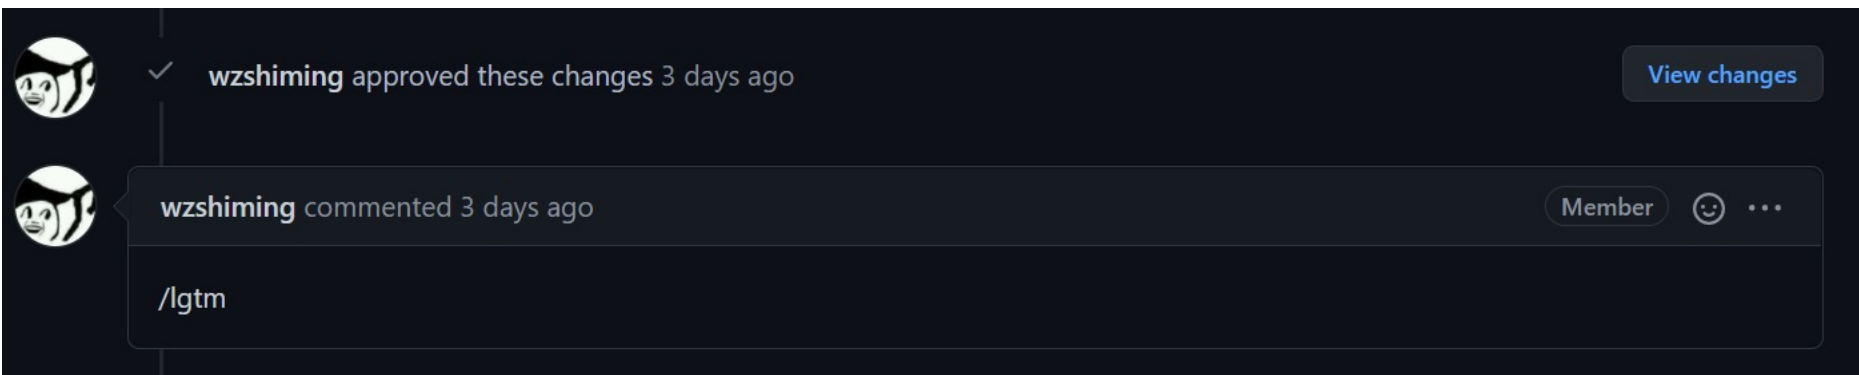 wzshiming approved these changes 3 days ago
View changes
wzshiming commented 3 days ago
Member
/lgtm